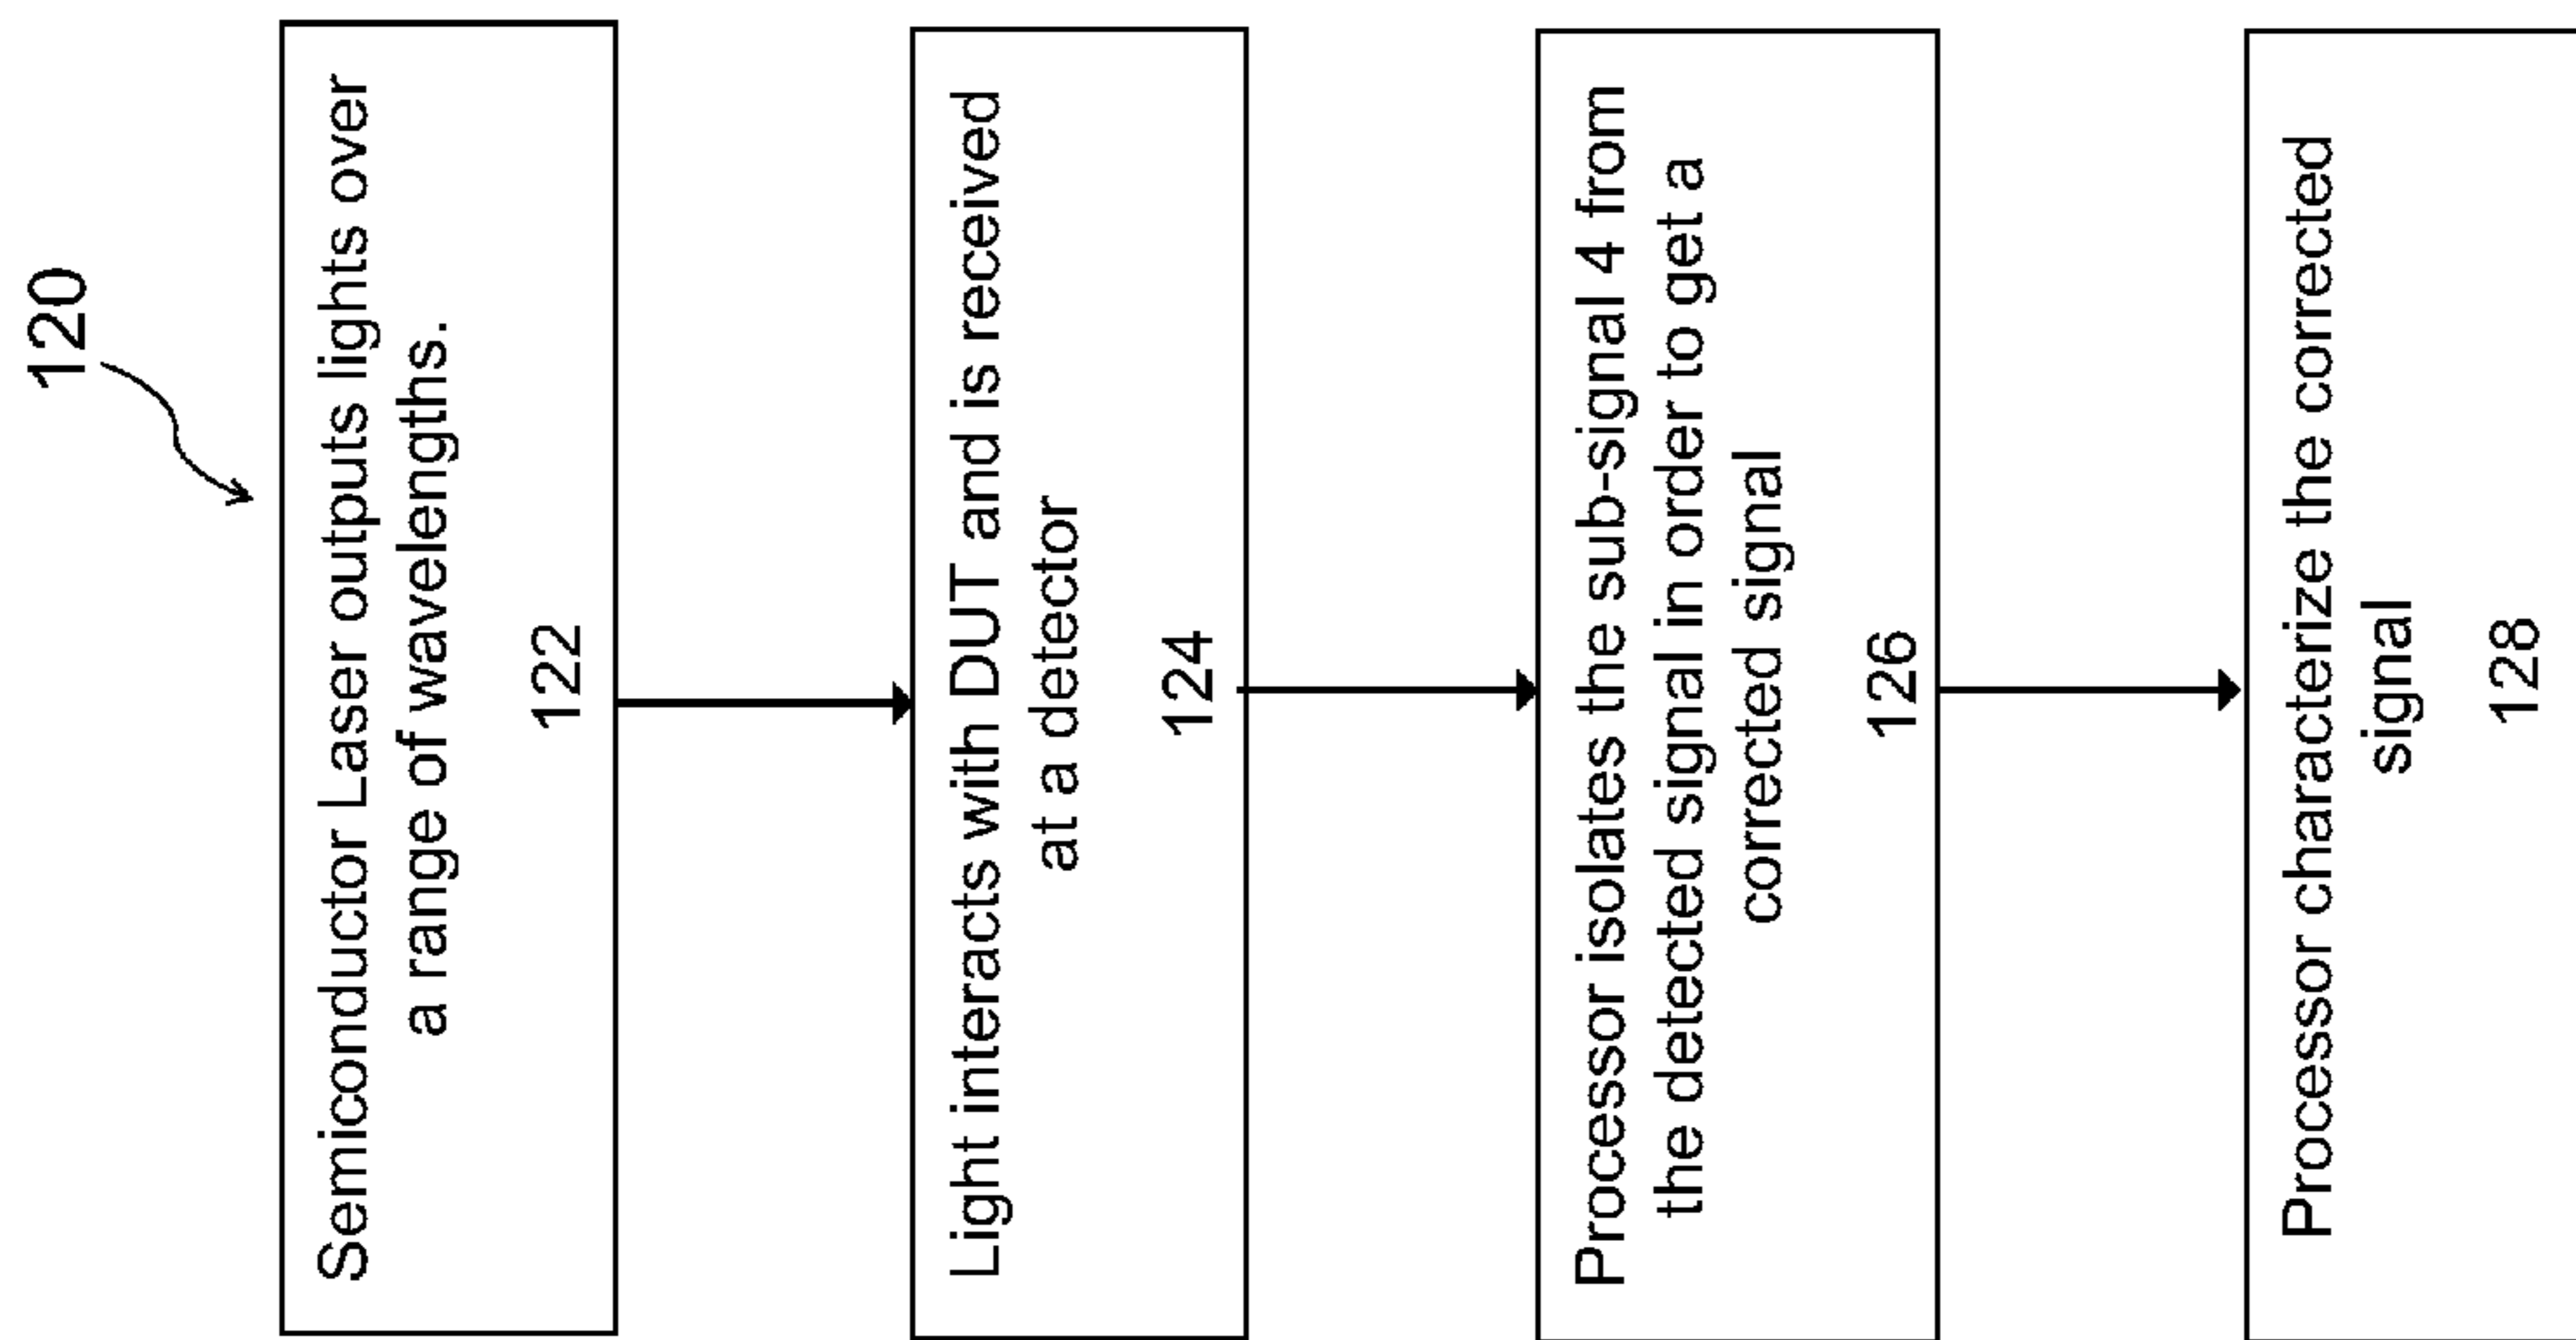 120
Semiconductor Laser outputs lights over
a range of wavelengths.
122
Light interacts with DUT and is received
at a detector
124
Processor isolates the sub-signal 4 from
the detected signal in order to get a
corrected signal
126
Processor characterize the corrected
signal
128